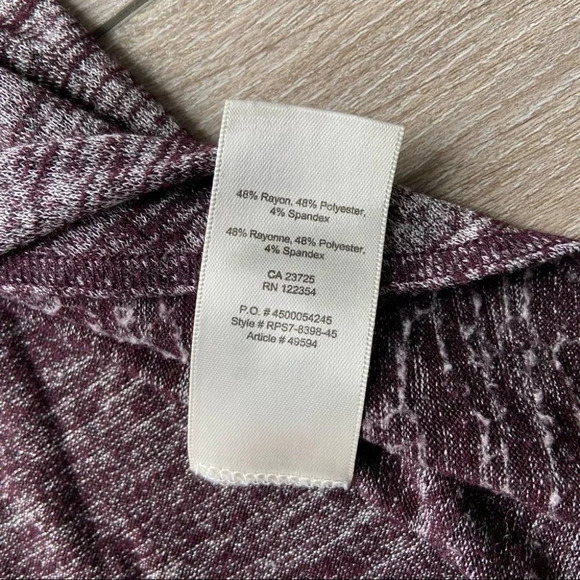 48% Rayon, 48% Polyester,
4% Spandex
48% Rayonne, 48% Polyester,
4% Spandex
CA 23725
RN 122354
P.O. # 4500054245
Style # RPS7-8398-45
Article # 49594